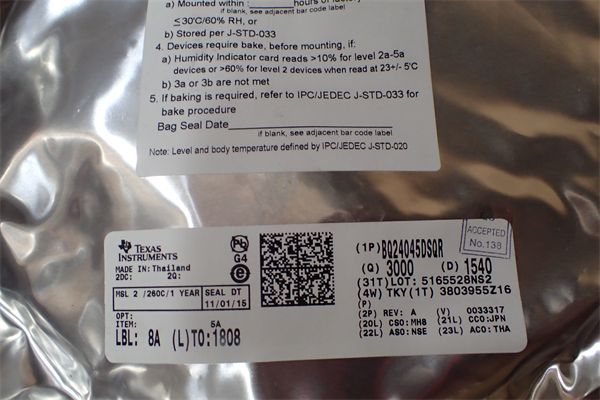 a) Mounted within : hours of factory
if blank, see adjacent bar code label
≤30℃/60% RH, or
b) Stored per J-STD-033
4. Devices require bake, before mounting, if:
a) Humidity Indicator card reads >10% for level 2a-5a
devices or >60% for level 2 devices when read at 23+/- 5℃
b) 3a or 3b are not met
5. If baking is required, refer to IPC/JEDEC J-STD-033 for
bake procedure
Bag Seal Date
if blank, see adjacent bar code label
Note: Level and body temperature defined by IPC/JEDEC J-STD-020
TEXAS
INSTRUMENTS
MADE IN:Thailand
2DC: 2Q:
Pb
G4
e
MSL 2 /260C/1 YEAR
SEAL DT
11/01/15
OPT:
ITEM: 5A
LBL: 8A (L)TO:1808
ACCEPTED
No.138
(1P)BQ24045DSQR
(Q) 3000 (D) 1540
(31T)LOT: 5165528NS2
(4W) TKY(1T) 3803955Z16
(P)
(2P) REV: A (V) 0033317
(20L) CSO:MH8 (21L) CCO:JPN
(22L) ASO:NSE (23L) ACO:THA